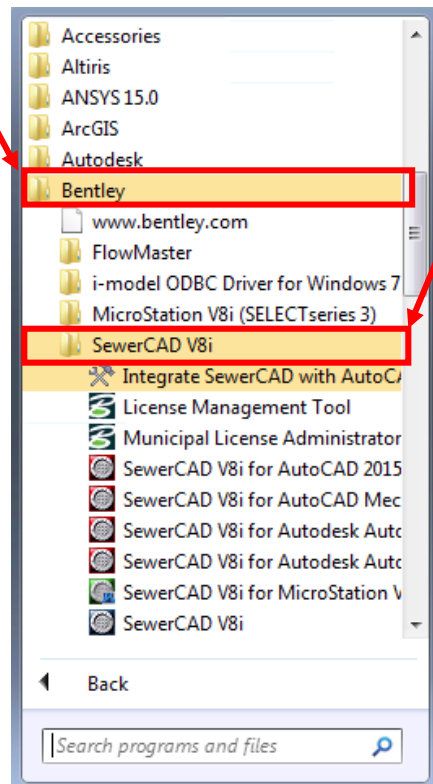 Accessories
Altiris
ANSYS 15.0
ArcGIS
Autodesk
Bentley
www.bentley.com
FlowMaster
i-model ODBC Driver for Windows 7
MicroStation V8i (SELECTseries 3)
SewerCAD V8i
Integrate SewerCAD with AutoCA
License Management Tool
Municipal License Administrator
SewerCAD V8i for AutoCAD 2015
SewerCAD V8i for AutoCAD Mec
SewerCAD V8i for Autodesk Autc
SewerCAD V8i for Autodesk Autc
SewerCAD V8i for MicroStation V
SewerCAD V8i
Back
Search programs and files